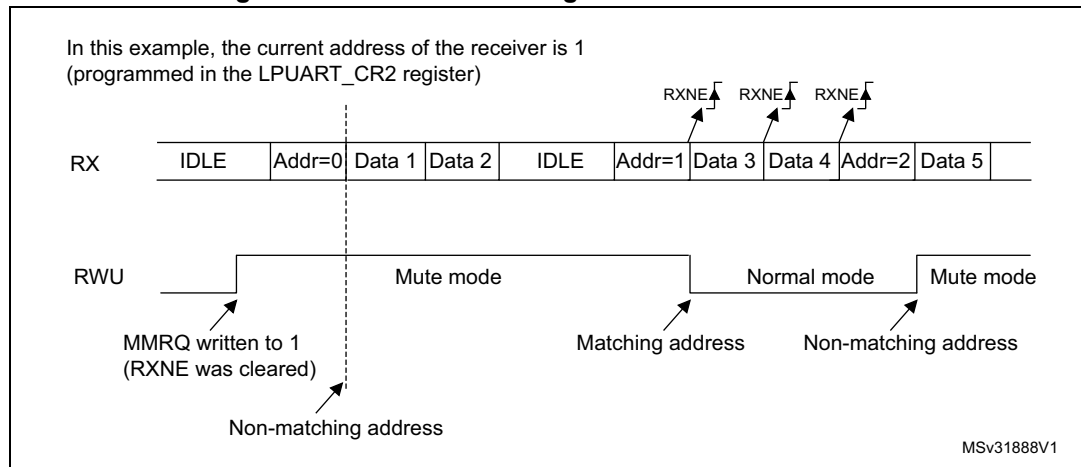 In this example, the current address of the receiver is 1
(programmed in the LPUART_CR2 register)
RXNE RXNE RXNE
RX IDLE Addr=0 Data 1 Data 2 IDLE Addr=1 Data 3 Data 4 Addr=2 Data 5
RWU Mute mode Normal mode Mute mode
MMRQ written to 1 Matching address Non-matching address
(RXNE was cleared)
Non-matching address
MSv31888V1